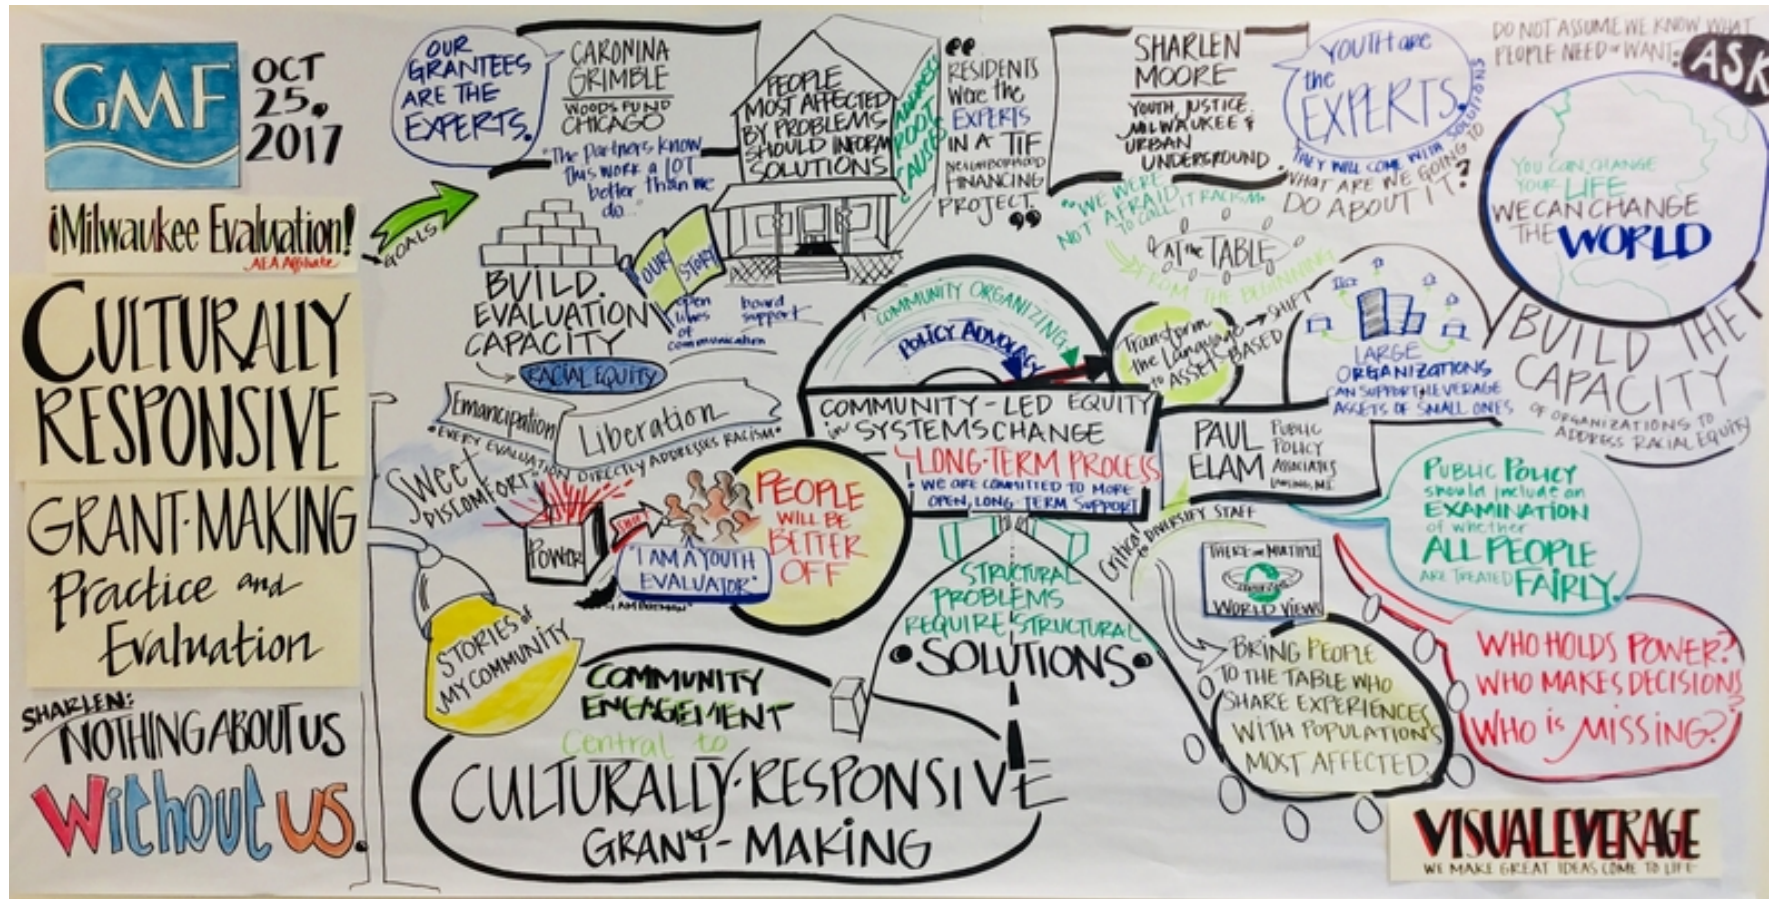 GMF
OCT
25.
2017
¡Milwaukee Evaluation!
AEA Affiliate
GOALS
CULTURALLY
RESPONSIVE
GRANT-MAKING
Practice and
Evaluation
SHARLEN:
NOTHING ABOUT US
Without US.
OUR
GRANTEES
ARE THE
EXPERTS.
CARONINA
GRIMBLE
WOODS FUND
CHICAGO
"The partners know
this work a LOT
better than we
do..."
PEOPLE
MOST AFFECTED
BY PROBLEMS
SHOULD INFORM
SOLUTIONS
ADDRESS
ROOT
CAUSES
RESIDENTS
were the
EXPERTS
IN A TIF
NEIGHBORHOOD
FINANCING
PROJECT.
SHARLEN
MOORE
YOUTH JUSTICE
MILWAUKEE &
URBAN
UNDERGROUND
YOUTH are
the
EXPERTS.
THEY WILL COME WITH
SOLUTIONS
WHAT ARE WE GOING TO
DO ABOUT IT?
DO NOT ASSUME WE KNOW WHAT
PEOPLE NEED or WANT:
ASK
YOU CAN CHANGE
YOUR LIFE
WE CAN CHANGE
THE WORLD
BUILD THE
CAPACITY
OF ORGANIZATIONS TO
ADDRESS RACIAL EQUITY
"WE WERE
NOT AFRAID
TO CALL IT RACISM"
AT the TABLE
FROM THE BEGINNING
BUILD
EVALUATION
CAPACITY
OUR STORY
open
lines
of
communication
board
support
RACIAL EQUITY
Emancipation
Liberation
"EVERY EVALUATION DIRECTLY ADDRESSES RACISM"
COMMUNITY ORGANIZING
POLICY ADVOCACY
COMMUNITY-LED EQUITY
in SYSTEMS CHANGE
LONG-TERM PROCESS
WE ARE COMMITTED TO MORE
OPEN, LONG-TERM SUPPORT
Transform
the Language
to ASSET-BASED
SHIFT
LARGE
ORGANIZATIONS
CAN SUPPORT & LEVERAGE
ASSETS OF SMALL ONES
PAUL
ELAM
PUBLIC
POLICY
ASSOCIATES
LANSING, MI
PUBLIC POLICY
should include an
EXAMINATION
of whether
ALL PEOPLE
ARE TREATED FAIRLY.
SWEET
DISCOMFORT
POWER
SHIFT
"I AM A YOUTH
EVALUATOR"
PEOPLE
WILL BE
BETTER
OFF
STORIES of
MY COMMUNITY
STRUCTURAL
PROBLEMS
REQUIRE STRUCTURAL
SOLUTIONS
Critical to DIVERSIFY STAFF
THERE are MULTIPLE
WORLD VIEWS
BRING PEOPLE
TO THE TABLE WHO
SHARE EXPERIENCES
WITH POPULATIONS
MOST AFFECTED.
WHO HOLDS POWER?
WHO MAKES DECISIONS?
WHO is MISSING?
COMMUNITY
ENGAGEMENT
Central to
CULTURALLY-RESPONSIVE
GRANT-MAKING
VISUALEVERAGE
WE MAKE GREAT IDEAS COME TO LIFE